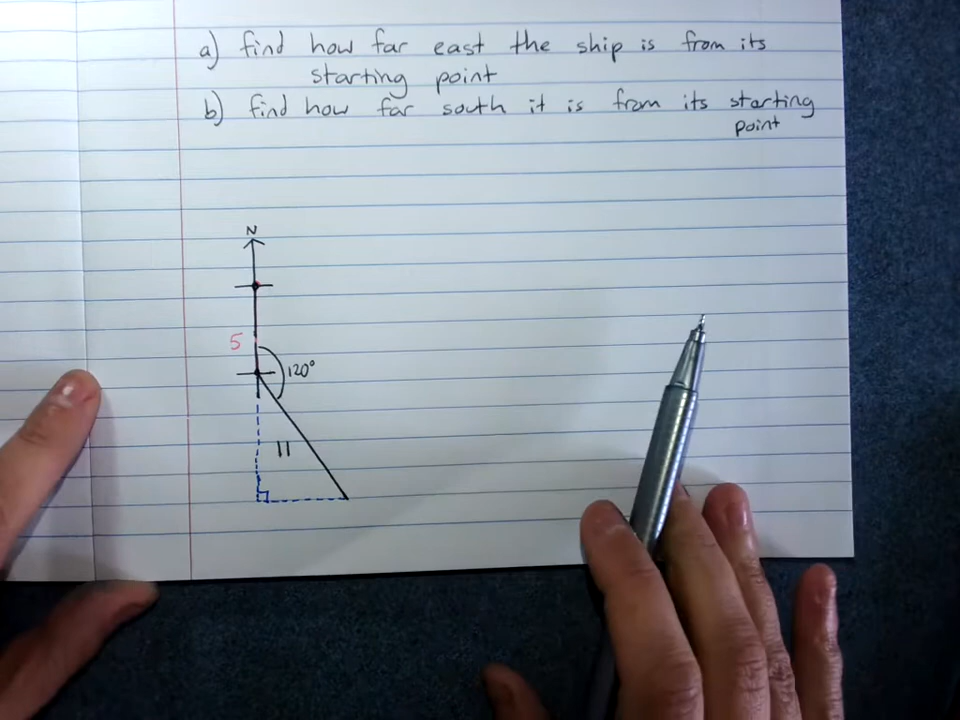 a) find how far east the ship is from its
starting point
b) find how far south it is from its starting
point
N
5
120°
11